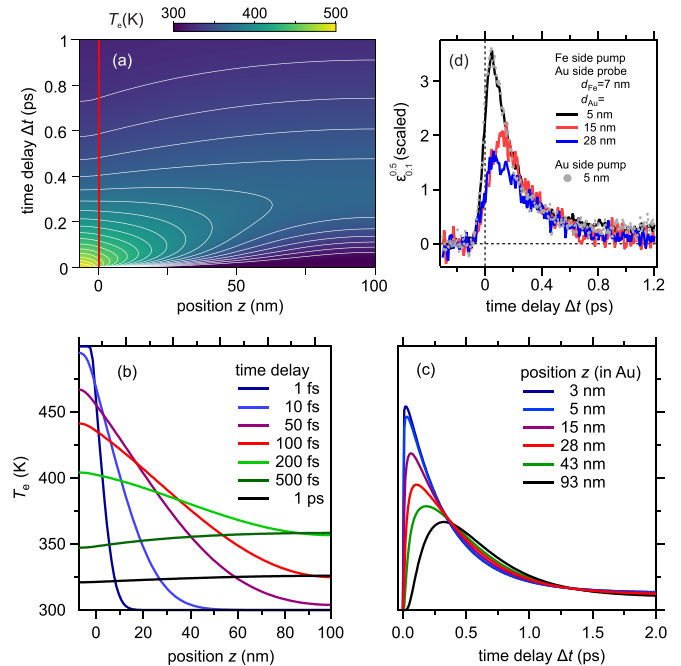 Tₑ(K) 300 400 500
(a)
time delay Δt (ps)
1
0.8
0.6
0.4
0.2
0
0 50 100
position z (nm)
(d)
Fe side pump
Au side probe
d_Fe=7 nm
d_Au=
5 nm
15 nm
28 nm
Au side pump
5 nm
ε^0.5_0.1 (scaled)
3
2
1
0
0 0.4 0.8 1.2
time delay Δt (ps)
(b)
time delay
1 fs
10 fs
50 fs
100 fs
200 fs
500 fs
1 ps
Tₑ (K)
450
400
350
300
0 20 40 60 80 100
position z (nm)
(c)
position z (in Au)
3 nm
5 nm
15 nm
28 nm
43 nm
93 nm
0.0 0.5 1.0 1.5 2.0
time delay Δt (ps)